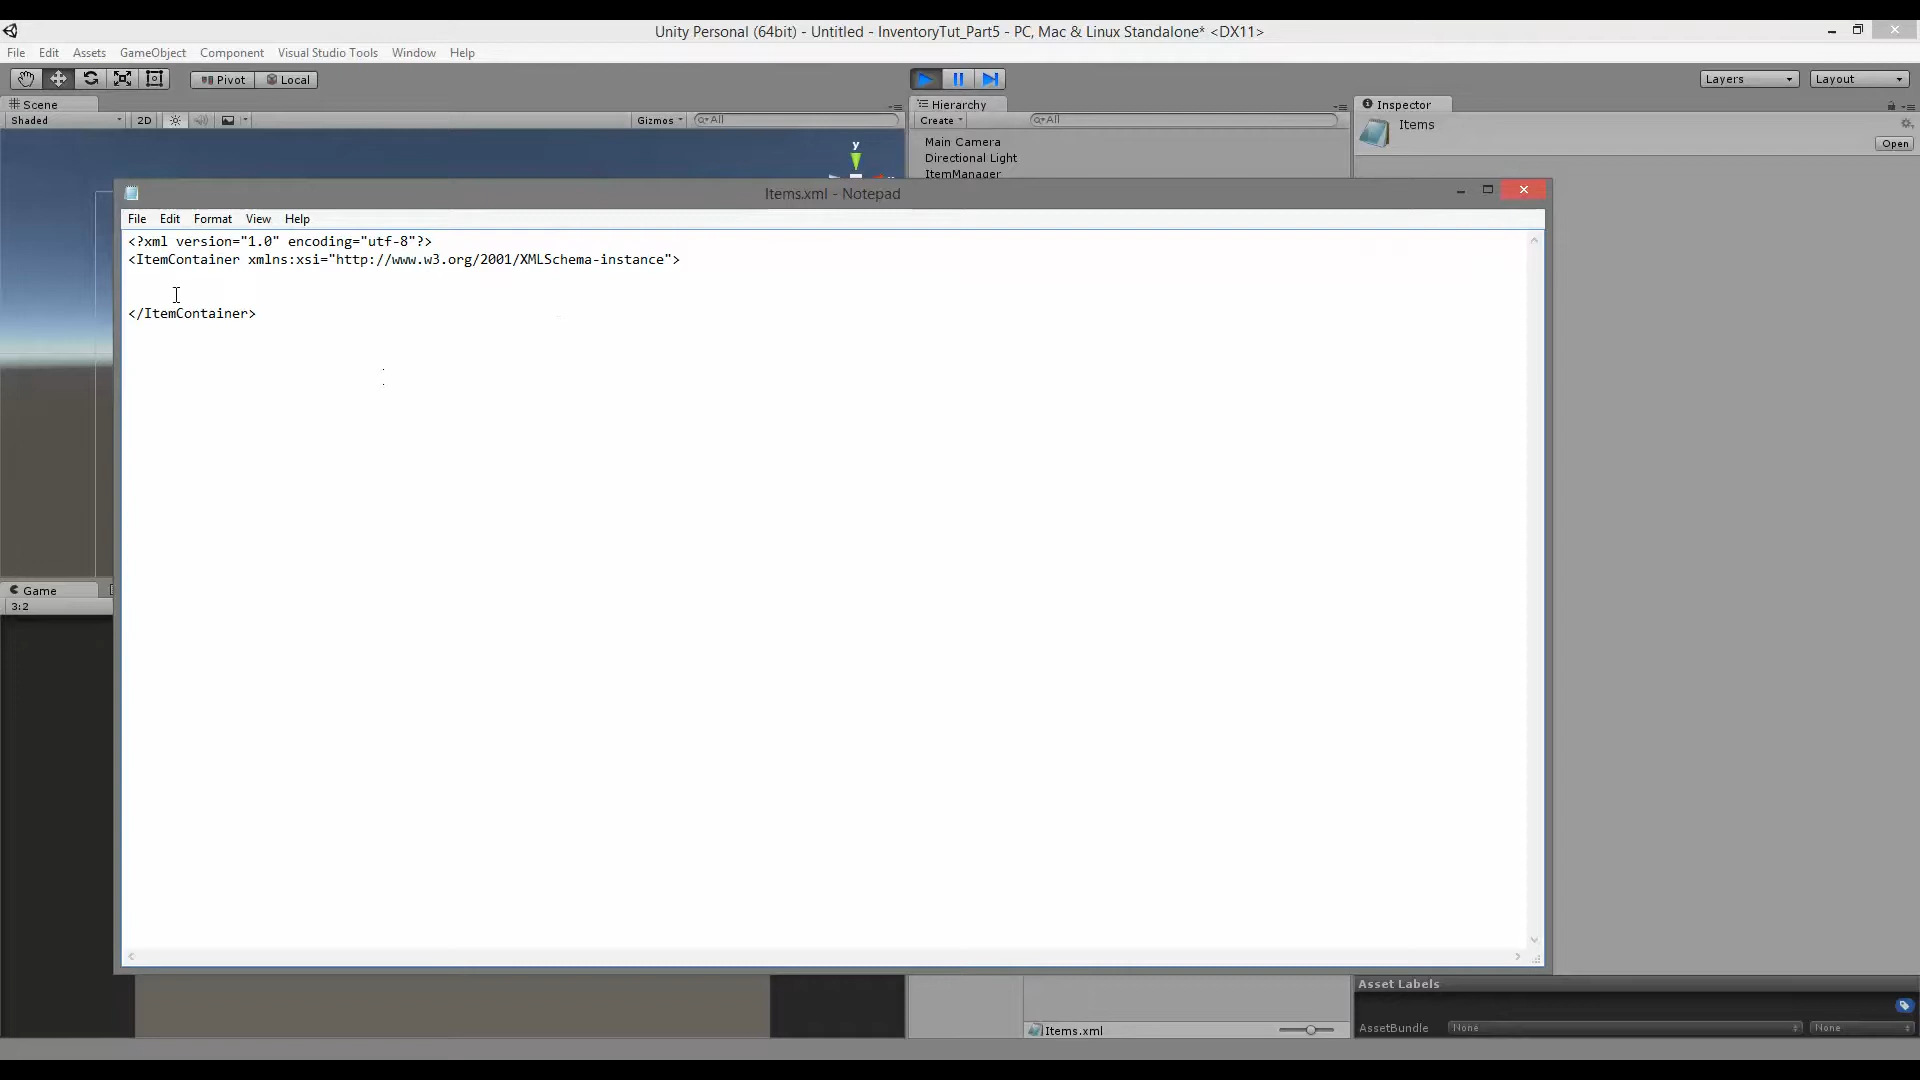 Unity Personal (64bit) - Untitled - InventoryTut_Part5 - PC, Mac & Linux Standalone* <DX11>
File Edit Assets GameObject Component Visual Studio Tools Window Help
Pivot Local Layers Layout
Scene Hierarchy Inspector
Shaded 2D Gizmos All Create All Items
Open
y
Main Camera
Directional Light
ItemManager
Items.xml - Notepad
File Edit Format View Help
<?xml version="1.0" encoding="utf-8"?>
<ItemContainer xmlns:xsi="http://www.w3.org/2001/XMLSchema-instance">
</ItemContainer>
Game
3:2
Asset Labels
Items.xml
AssetBundle None None